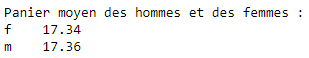 Panier moyen des hommes et des femmes :
f    17.34
m    17.36